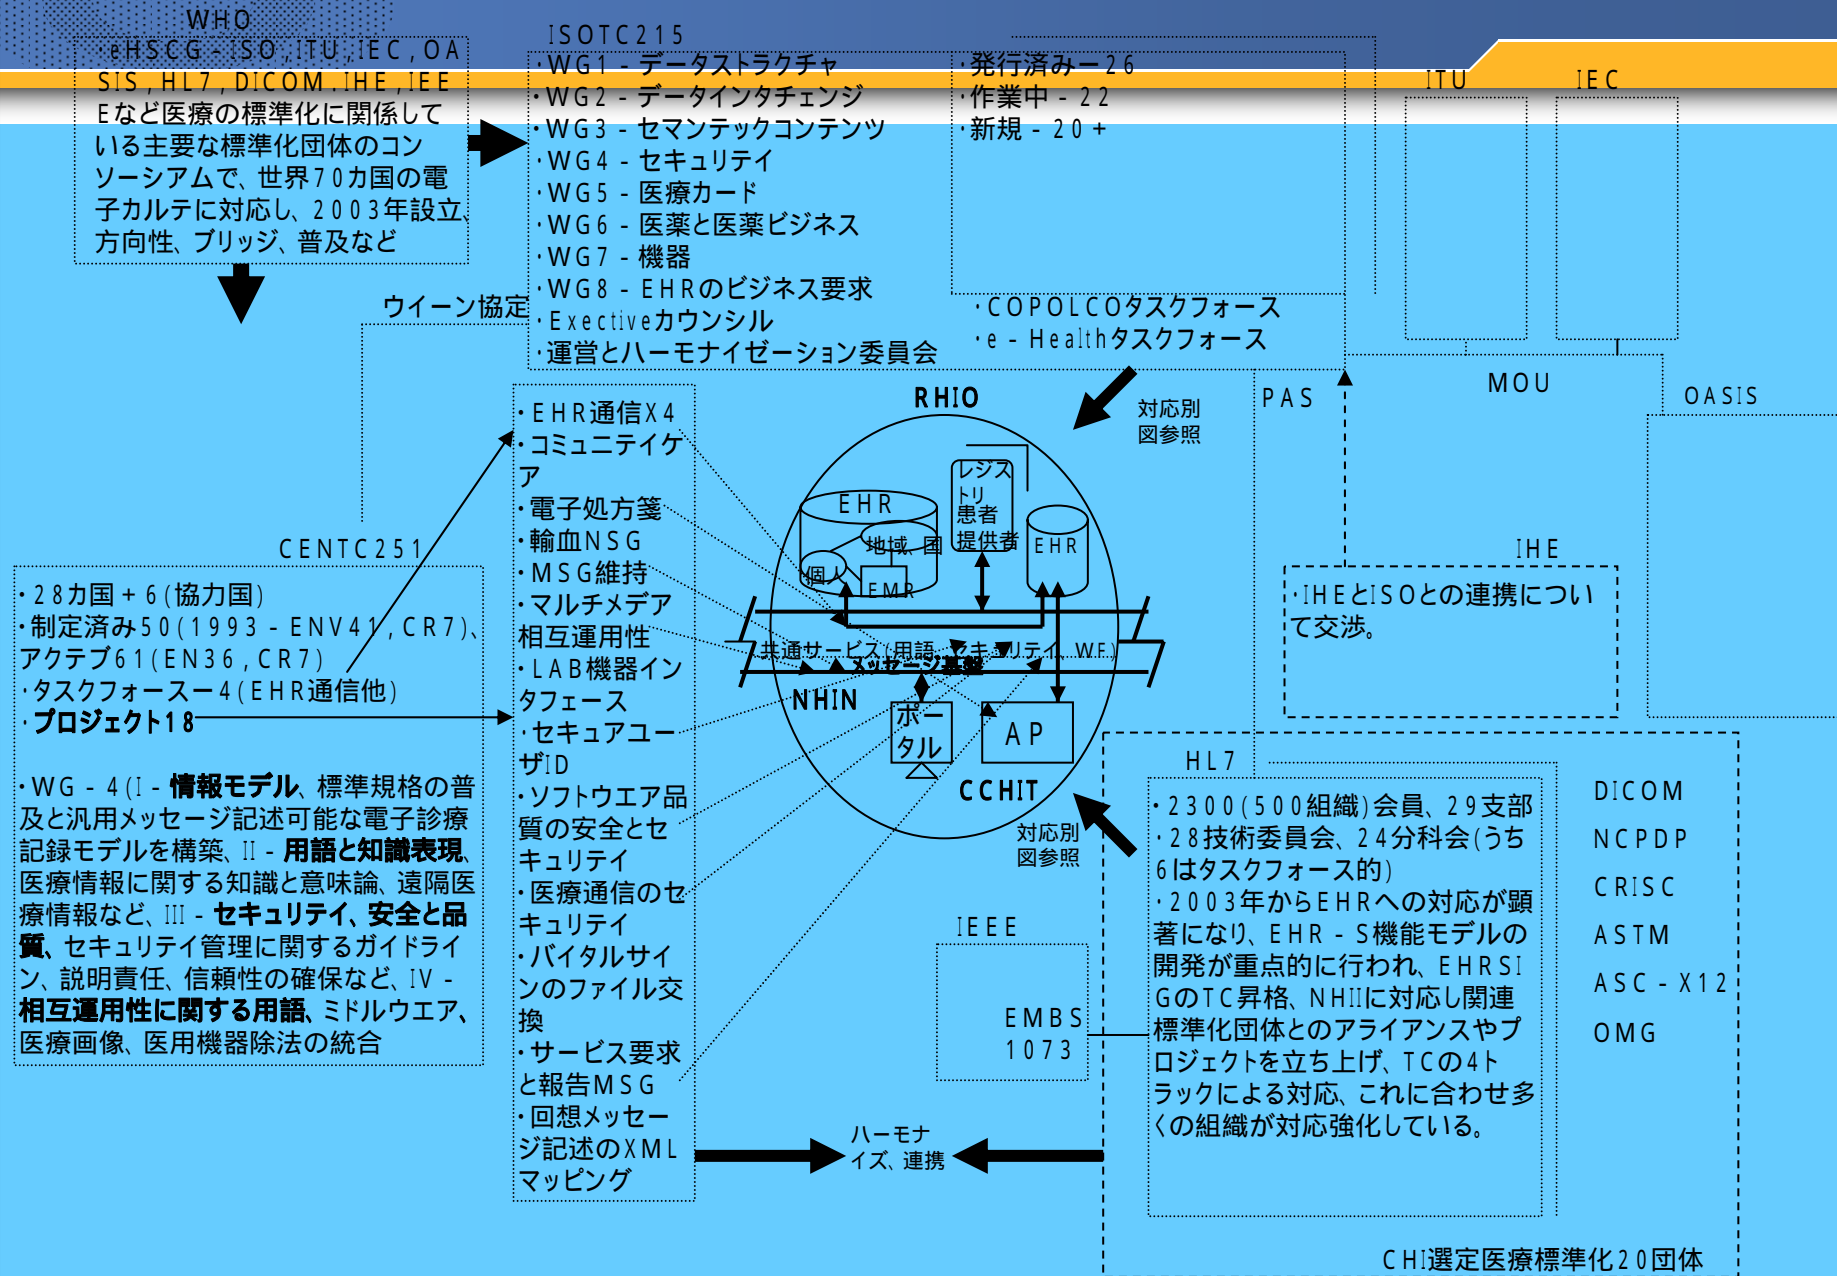 WHO
・eHSCG-ISO,ITU,IEC,OA
SIS,HL7,DICOM.IHE,IEE
Eなど医療の標準化に関係して
いる主要な標準化団体のコン
ソーシアムで、世界70カ国の電
子カルテに対応し、2003年設立、
方向性、ブリッジ、普及など
ISOTC215
・WG1-データストラクチャ
・WG2-データインタチェンジ
・WG3-セマンテックコンテンツ
・WG4-セキュリテイ
・WG5-医療カード
・WG6-医薬と医薬ビジネス
・WG7-機器
・WG8-EHRのビジネス要求
・Exectiveカウンシル
・運営とハーモナイゼーション委員会
・発行済みー26
・作業中-22
・新規-20+
・COPOLCOタスクフォース
・e-Healthタスクフォース
ITU
IEC
ウイーン協定
MOU
PAS
OASIS
CENTC251
・28カ国+6(協力国)
・制定済み50(1993-ENV41,CR7)、
アクテブ61(EN36,CR7)
・タスクフォースー4(EHR通信他)
・プロジェクト18
・WG-4(I-情報モデル、標準規格の普
及と汎用メッセージ記述可能な電子診療
記録モデルを構築、II-用語と知識表現、
医療情報に関する知識と意味論、遠隔医
療情報など、III-セキュリテイ、安全と品
質、セキュリテイ管理に関するガイドライ
ン、説明責任、信頼性の確保など、IV-
相互運用性に関する用語、ミドルウエア、
医療画像、医用機器除法の統合
・EHR通信X4
・コミュニテイケ
ア
・電子処方箋
・輸血NSG
・MSG維持
・マルチメデア
相互運用性
・LAB機器イン
タフェース
・セキュアユー
ザID
・ソフトウエア品
質の安全とセ
キュリテイ
・医療通信のセ
キュリテイ
・バイタルサイ
ンのファイル交
換
・サービス要求
と報告MSG
・回想メッセー
ジ記述のXML
マッピング
RHIO
対応別
図参照
EHR
地域、国
個人
EMR
レジス
トリ
患者
提供者
EHR
共通サービス(用語、セキュリテイ、WF)
メッセージ基盤
NHIN
ポー
タル
AP
CCHIT
対応別
図参照
IHE
・IHEとISOとの連携につい
て交渉。
HL7
・2300(500組織)会員、29支部
・28技術委員会、24分科会(うち
6はタスクフォース的)
・2003年からEHRへの対応が顕
著になり、EHR-S機能モデルの
開発が重点的に行われ、EHRSI
GのTC昇格、NHIIに対応し関連
標準化団体とのアライアンスやプ
ロジェクトを立ち上げ、TCの4ト
ラックによる対応、これに合わせ多
くの組織が対応強化している。
DICOM
NCPDP
CRISC
ASTM
ASC-X12
OMG
IEEE
EMBS
1073
ハーモナ
イズ、連携
CHI選定医療標準化20団体